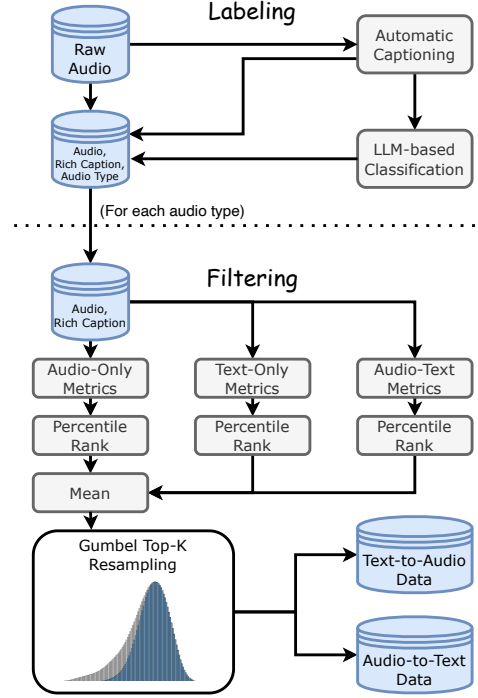 Labeling
Raw
Audio
Automatic
Captioning
Audio,
Rich Caption,
Audio Type
LLM-based
Classification
(For each audio type)
Filtering
Audio,
Rich Caption
Audio-Only
Metrics
Text-Only
Metrics
Audio-Text
Metrics
Percentile
Rank
Percentile
Rank
Percentile
Rank
Mean
Gumbel Top-K
Resampling
Text-to-Audio
Data
Audio-to-Text
Data